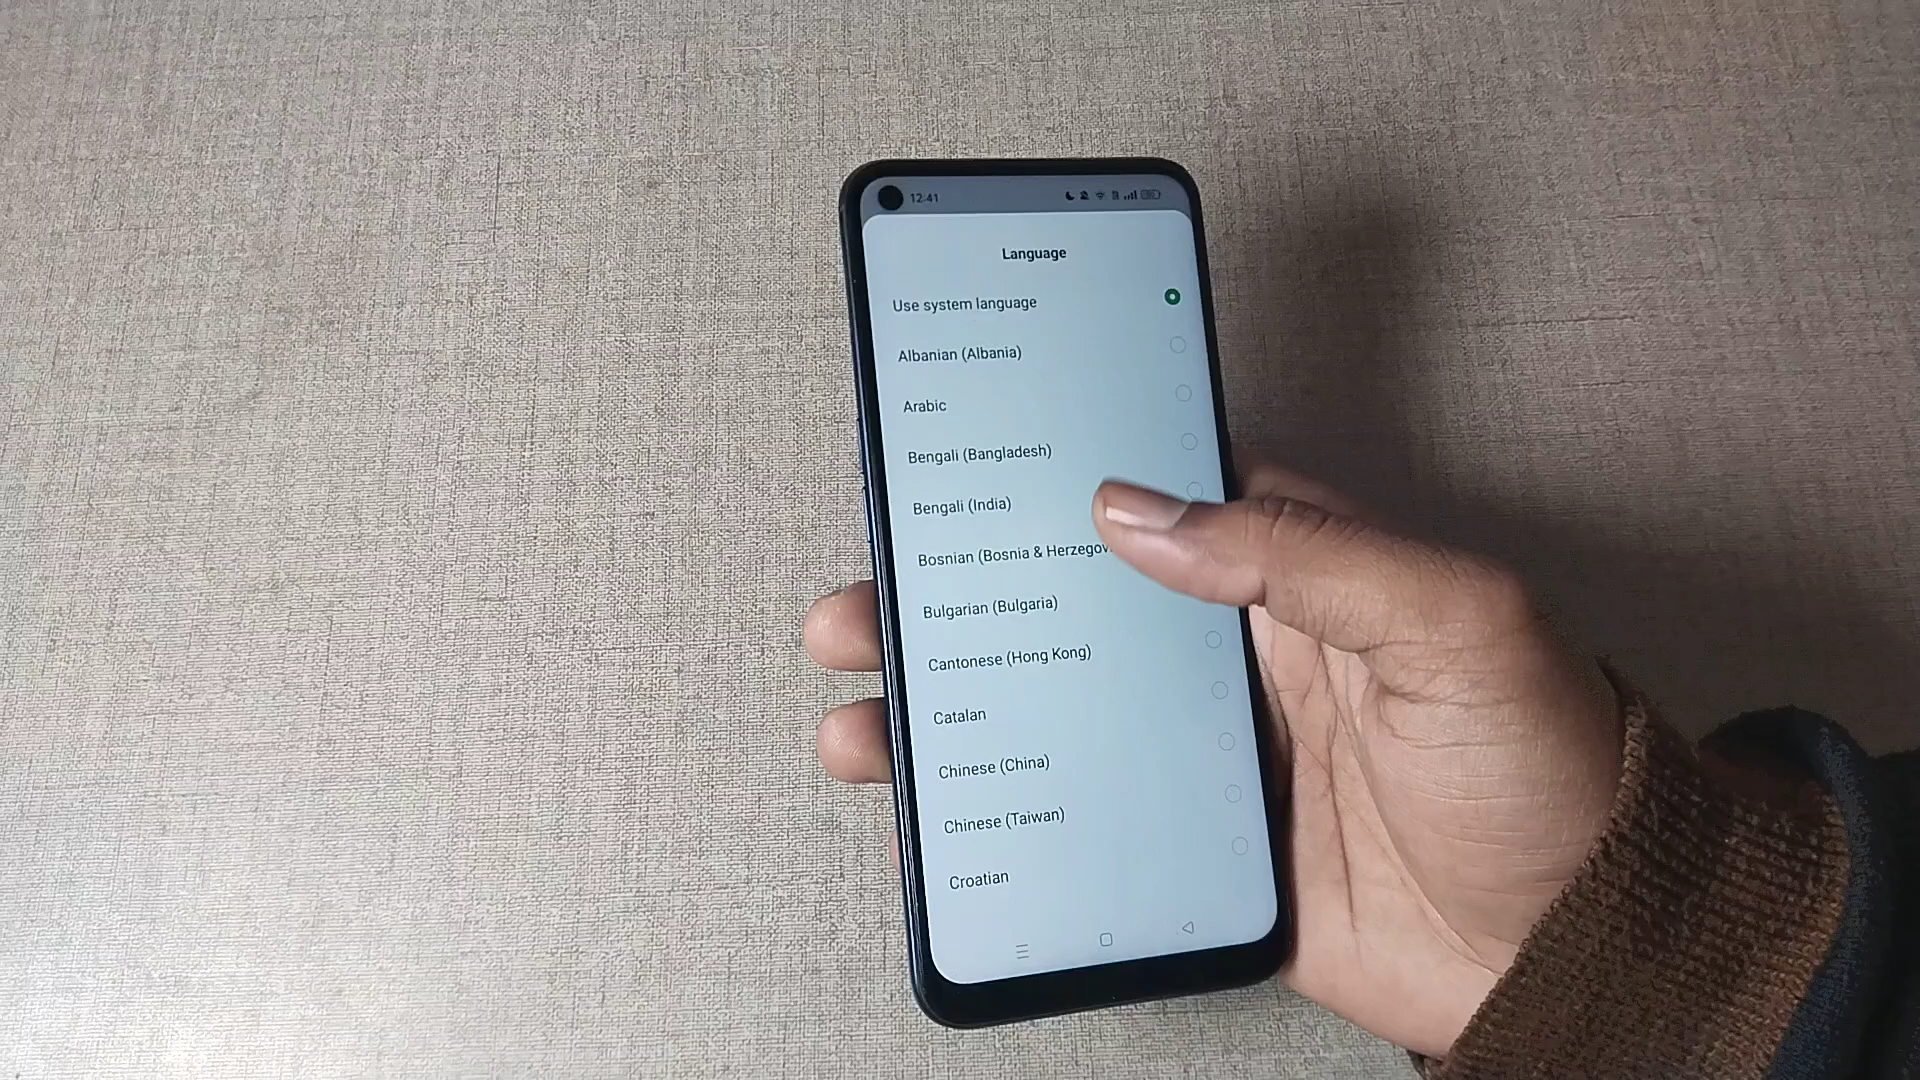 12:41
Language
Use system language
Albanian (Albania)
Arabic
Bengali (Bangladesh)
Bengali (India)
Bosnian (Bosnia & Herzegov
Bulgarian (Bulgaria)
Cantonese (Hong Kong)
Catalan
Chinese (China)
Chinese (Taiwan)
Croatian